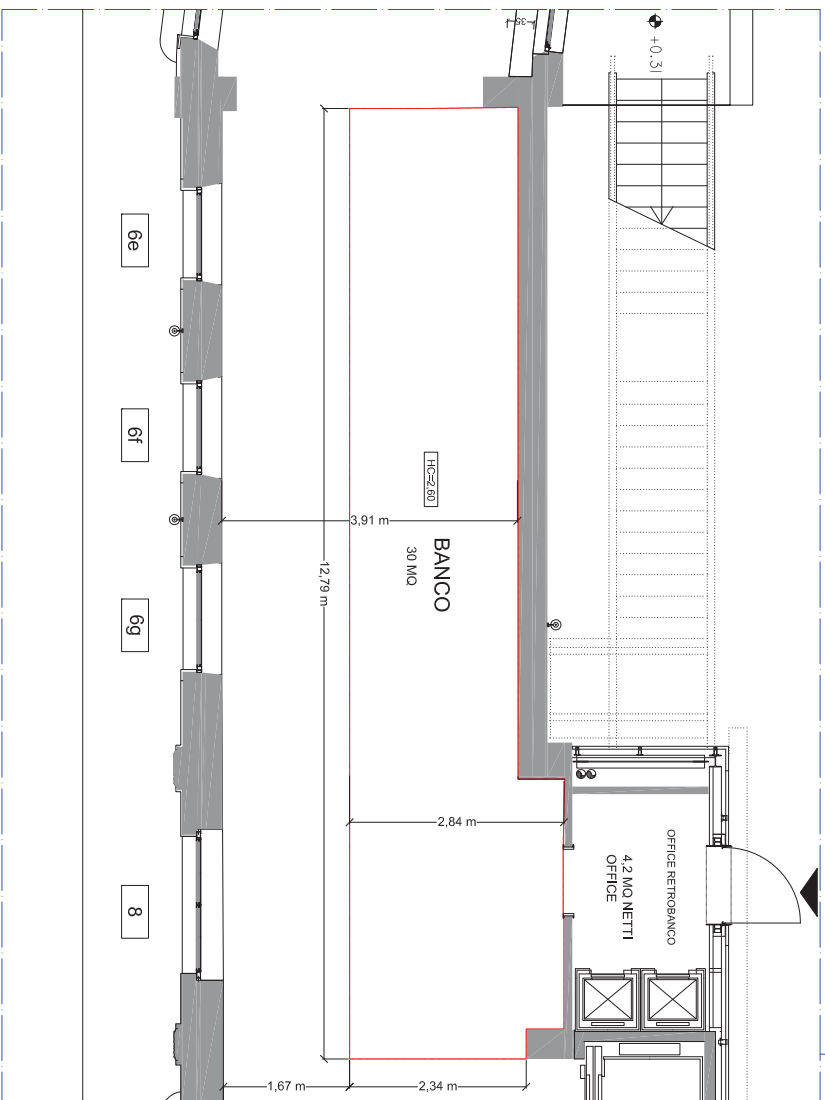 35
+0.31
6e
6f
HC=2,60
3,91 m
BANCO
30 MQ
12,79 m
6g
2,84 m
OFFICE RETROBANCO
4,2 MQ NETTI
OFFICE
8
1,67 m
2,34 m